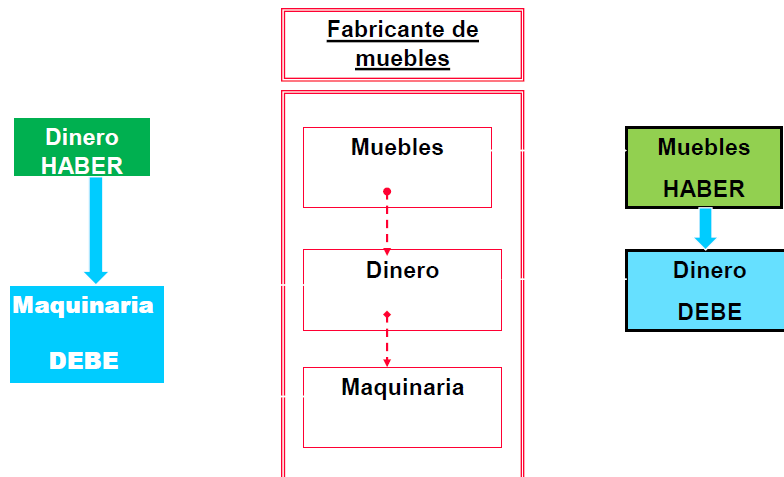 Fabricante de
muebles
Dinero
HABER
Maquinaria
DEBE
Muebles
Dinero
Maquinaria
Muebles
HABER
Dinero
DEBE